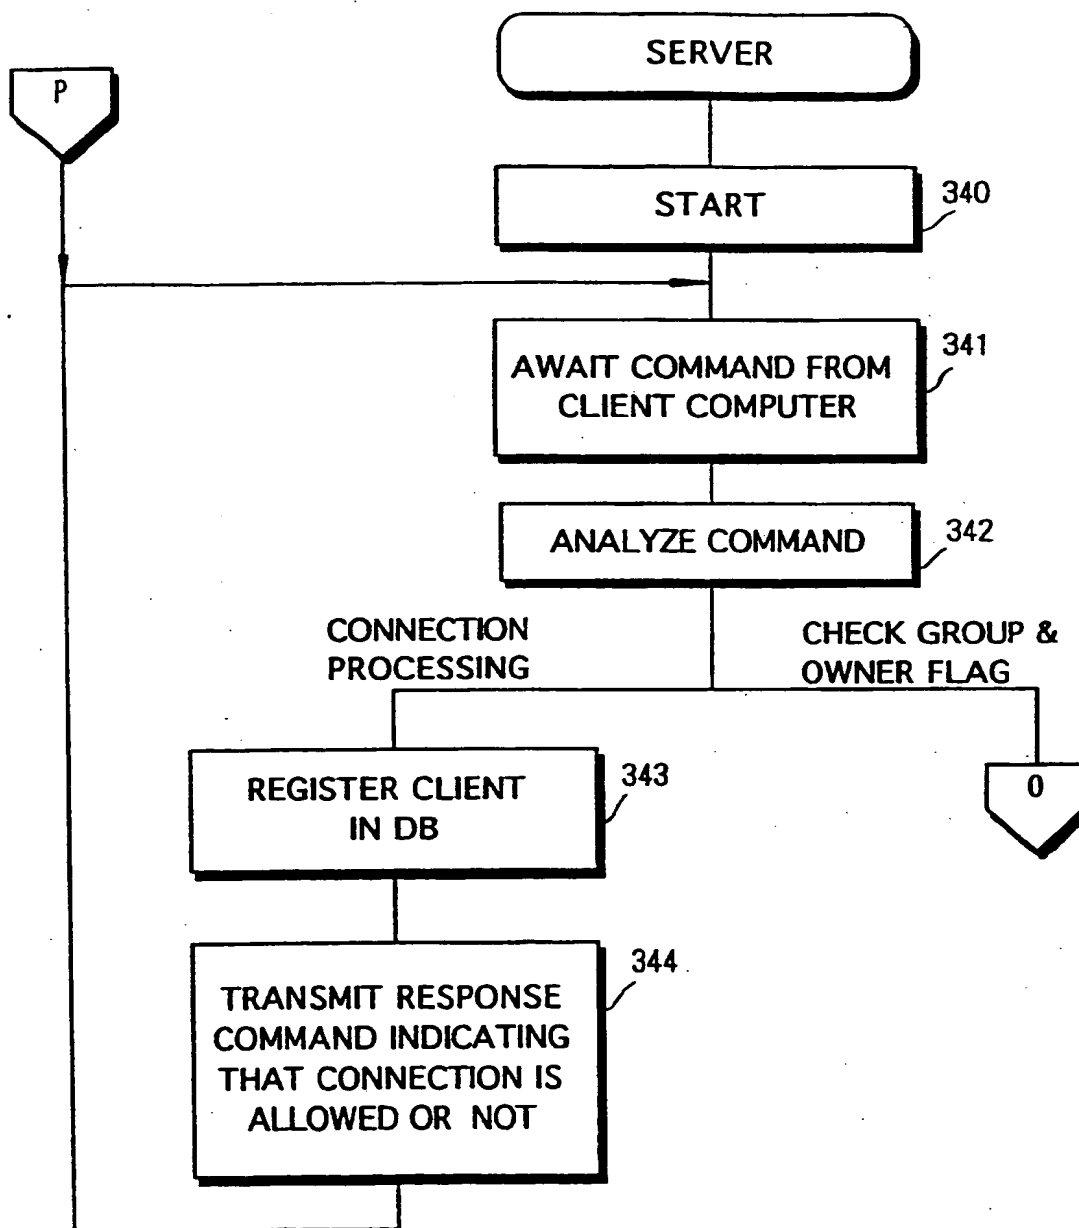 SERVER
P
START
340
AWAIT COMMAND FROM
CLIENT COMPUTER
341
ANALYZE COMMAND
342
CONNECTION
PROCESSING
CHECK GROUP &
OWNER FLAG
REGISTER CLIENT
IN DB
343
O
TRANSMIT RESPONSE
COMMAND INDICATING
THAT CONNECTION IS
ALLOWED OR NOT
344